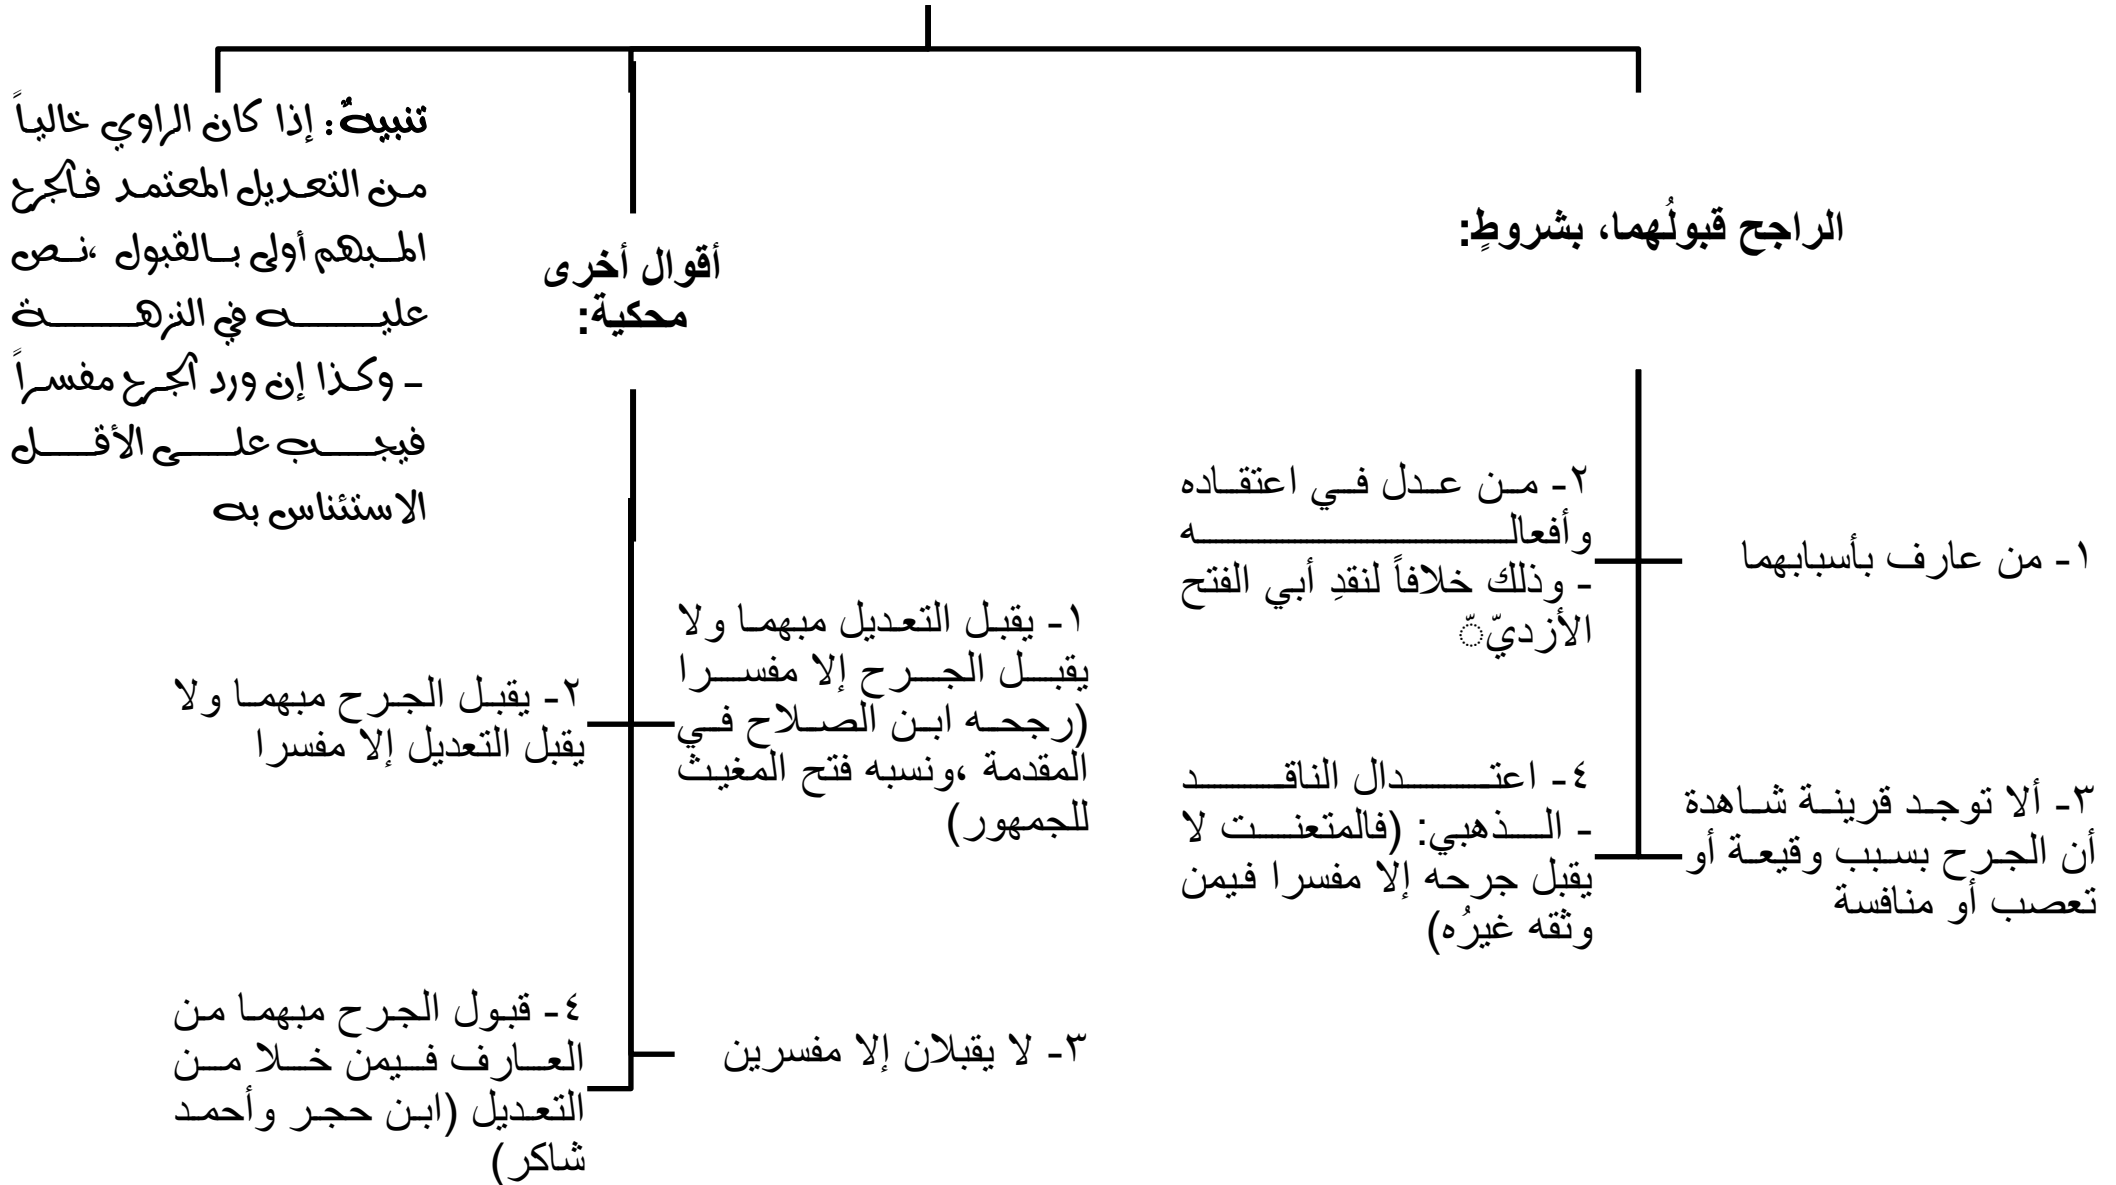 الراجح قبولُهما، بشروطٍ:
١- من عارف بأسبابهما
٢- من عدل في اعتقاده
وأفعاله
- وذلك خلافاً لنقدِ أبي الفتح
الأزديّّ
٣- ألا توجد قرينة شاهدة
أن الجرح بسبب وقيعة أو
تعصب أو منافسة
٤- اعتدال الناقد
- الذهبي: (فالمتعنت لا
يقبل جرحه إلا مفسرا فيمن
وثقه غيرُه)
أقوال أخرى
محكية:
١- يقبل التعديل مبهما ولا
يقبل الجرح إلا مفسرا
(رجحه ابن الصلاح في
المقدمة ،ونسبه فتح المغيث
للجمهور)
٢- يقبل الجرح مبهما ولا
يقبل التعديل إلا مفسرا
٣- لا يقبلان إلا مفسرين
٤- قبول الجرح مبهما من
العارف فيمن خلا من
التعديل (ابن حجر وأحمد
شاكر)
تنبيهٌ: إذا كان الراوي خالياً
من التعديل المعتمد فالجرح
المبهم أولى بالقبول ،نص
عليه في النزهة
- وكذا إن ورد الجرح مفسراً
فيجب على الأقل
الاستئناس به